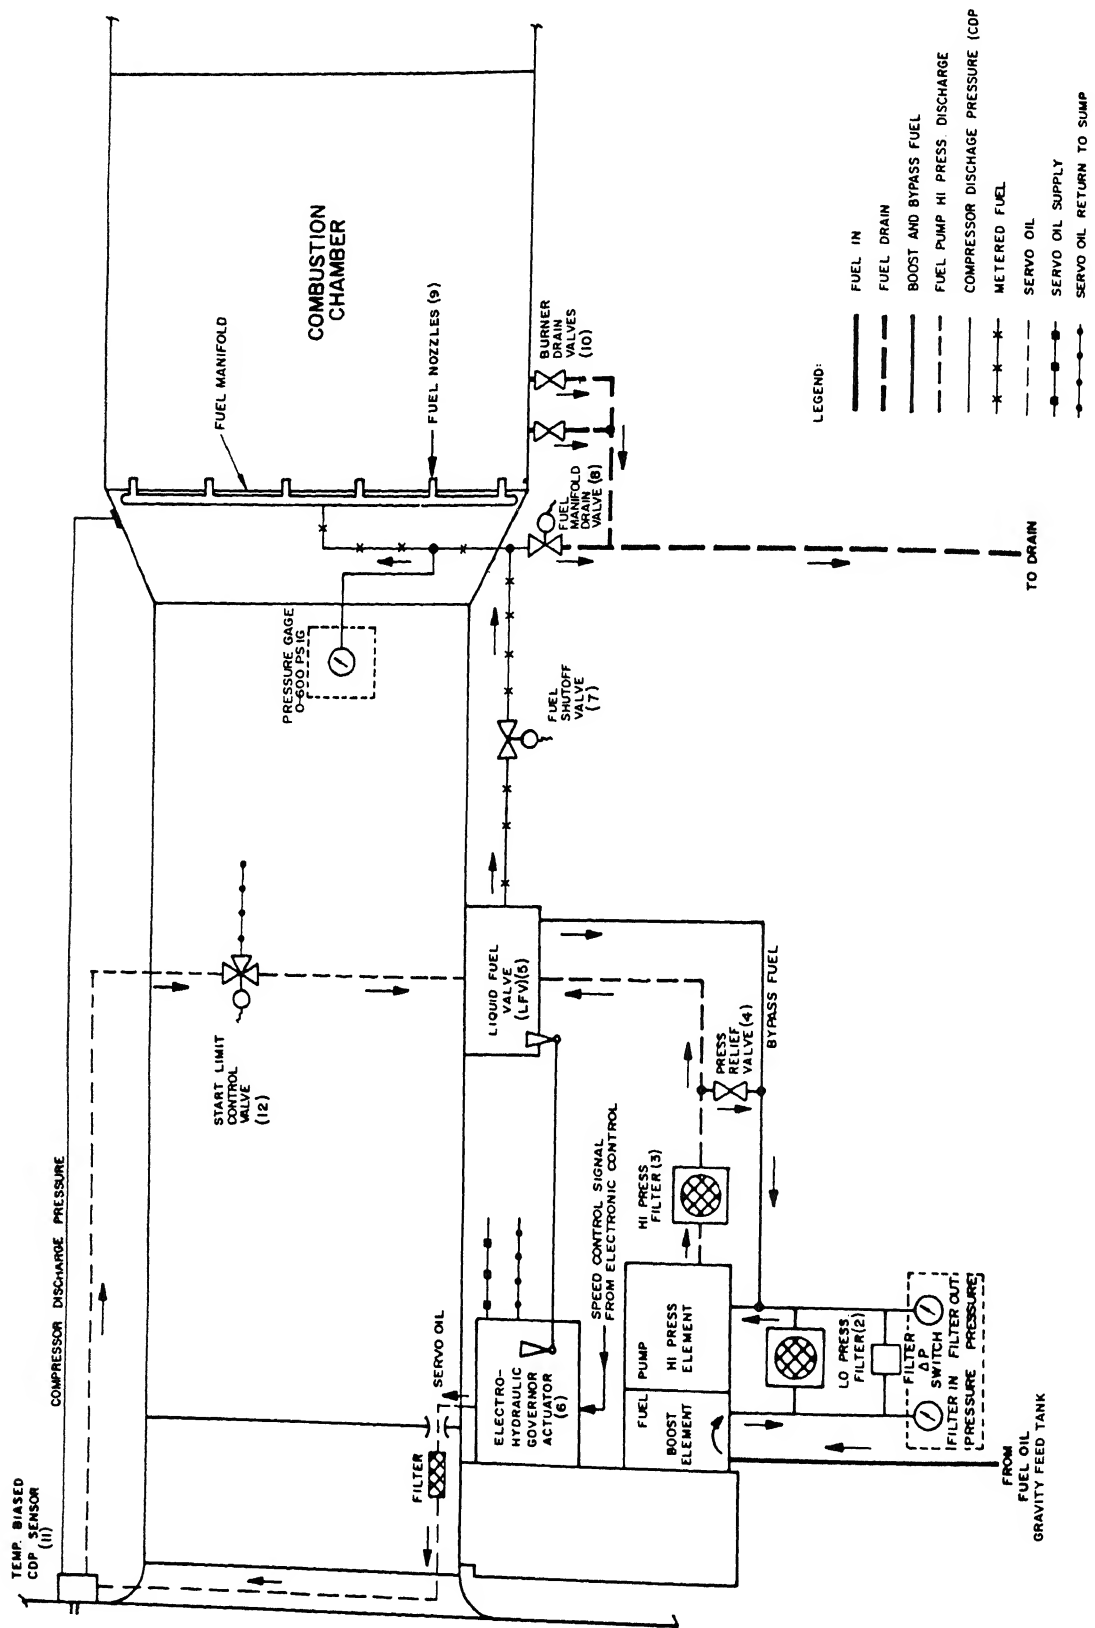 TEMP. BIASED
CDP SENSOR
(11)
COMPRESSOR DISCHARGE PRESSURE
START LIMIT
CONTROL
VALVE
(12)
PRESSURE GAGE
0-600 PSIG
FUEL MANIFOLD
COMBUSTION
CHAMBER
FUEL NOZZLES (9)
BURNER
DRAIN
VALVES
(10)
FUEL
MANIFOLD
DRAIN
VALVE (8)
FUEL
SHUTOFF
VALVE
(7)
TO DRAIN
FILTER
SERVO OIL
ELECTRO-
HYDRAULIC
GOVERNOR
ACTUATOR
(6)
SPEED CONTROL SIGNAL
FROM ELECTRONIC CONTROL
LIQUID FUEL
VALVE
(LFV)(5)
FUEL PUMP
BOOST
ELEMENT
HI PRESS
ELEMENT
HI PRESS
FILTER (3)
PRESS
RELIEF
VALVE (4)
BYPASS FUEL
LO PRESS.
FILTER (2)
FILTER
ΔP
SWITCH
FILTER IN
PRESSURE
FILTER OUT
PRESSURE
FROM
FUEL OIL
GRAVITY FEED TANK
LEGEND:
FUEL IN
FUEL DRAIN
BOOST AND BYPASS FUEL
FUEL PUMP HI PRESS. DISCHARGE
COMPRESSOR DISCHAGE PRESSURE (CDP
METERED FUEL
SERVO OIL
SERVO OIL SUPPLY
SERVO OIL RETURN TO SUMP